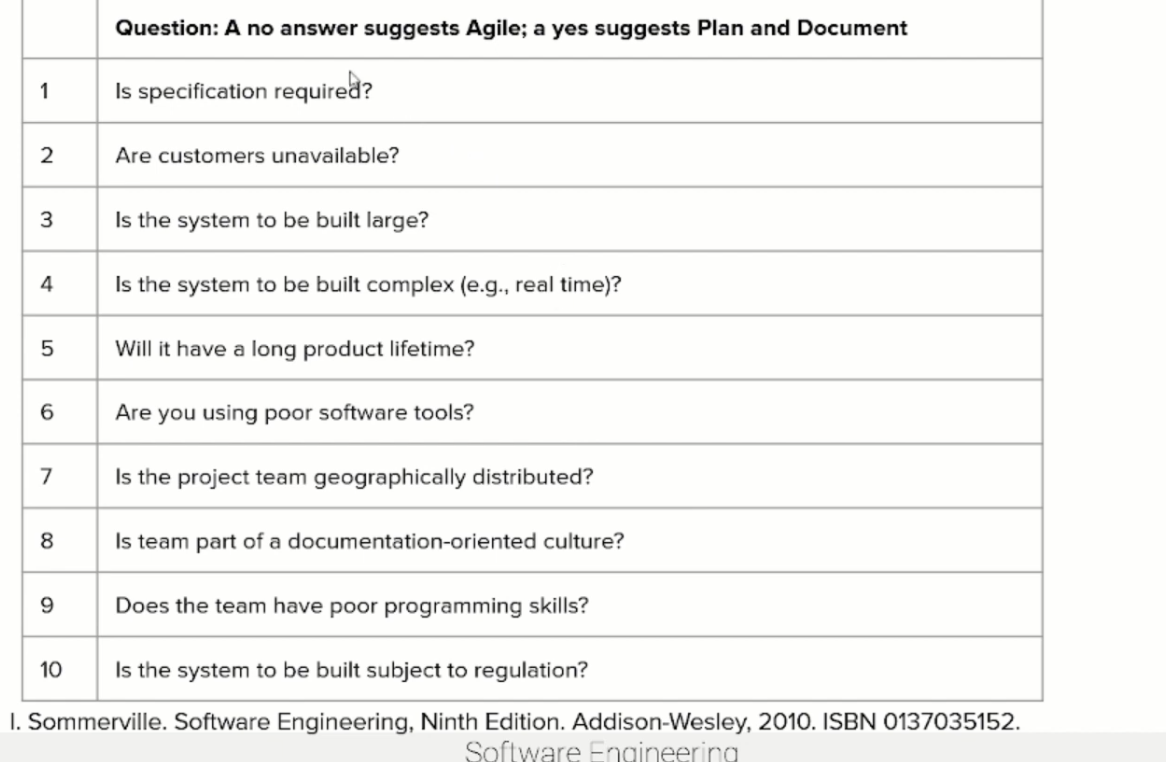 Question: A no answer suggests Agile; a yes suggests Plan and Document
1 Is specification required?
2 Are customers unavailable?
3 Is the system to be built large?
4 Is the system to be built complex (e.g., real time)?
5 Will it have a long product lifetime?
6 Are you using poor software tools?
7 Is the project team geographically distributed?
8 Is team part of a documentation-oriented culture?
9 Does the team have poor programming skills?
10 Is the system to be built subject to regulation?
I. Sommerville. Software Engineering, Ninth Edition. Addison-Wesley, 2010. ISBN 0137035152.
Software Engineering